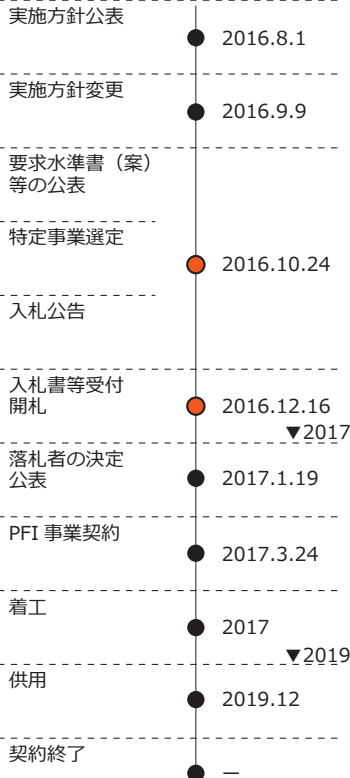 実施方針公表
2016.8.1
実施方針変更
2016.9.9
要求水準書（案）
等の公表
特定事業選定
2016.10.24
入札公告
入札書等受付
開札
2016.12.16
▼2017
落札者の決定
公表
2017.1.19
PFI 事業契約
2017.3.24
着工
2017
▼2019
供用
2019.12
契約終了
ー